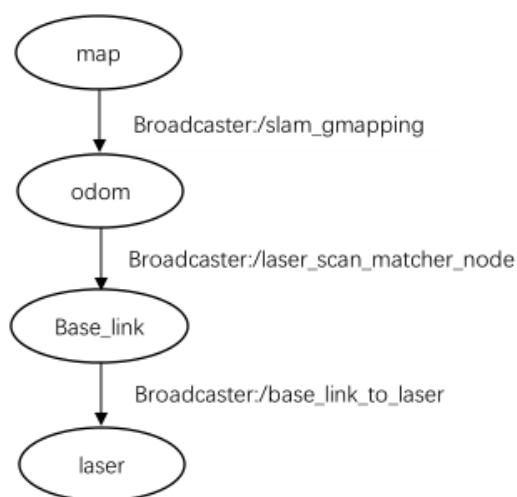 map
Broadcaster:/slam_gmapping
odom
Broadcaster:/laser_scan_matcher_node
Base_link
Broadcaster:/base_link_to_laser
laser